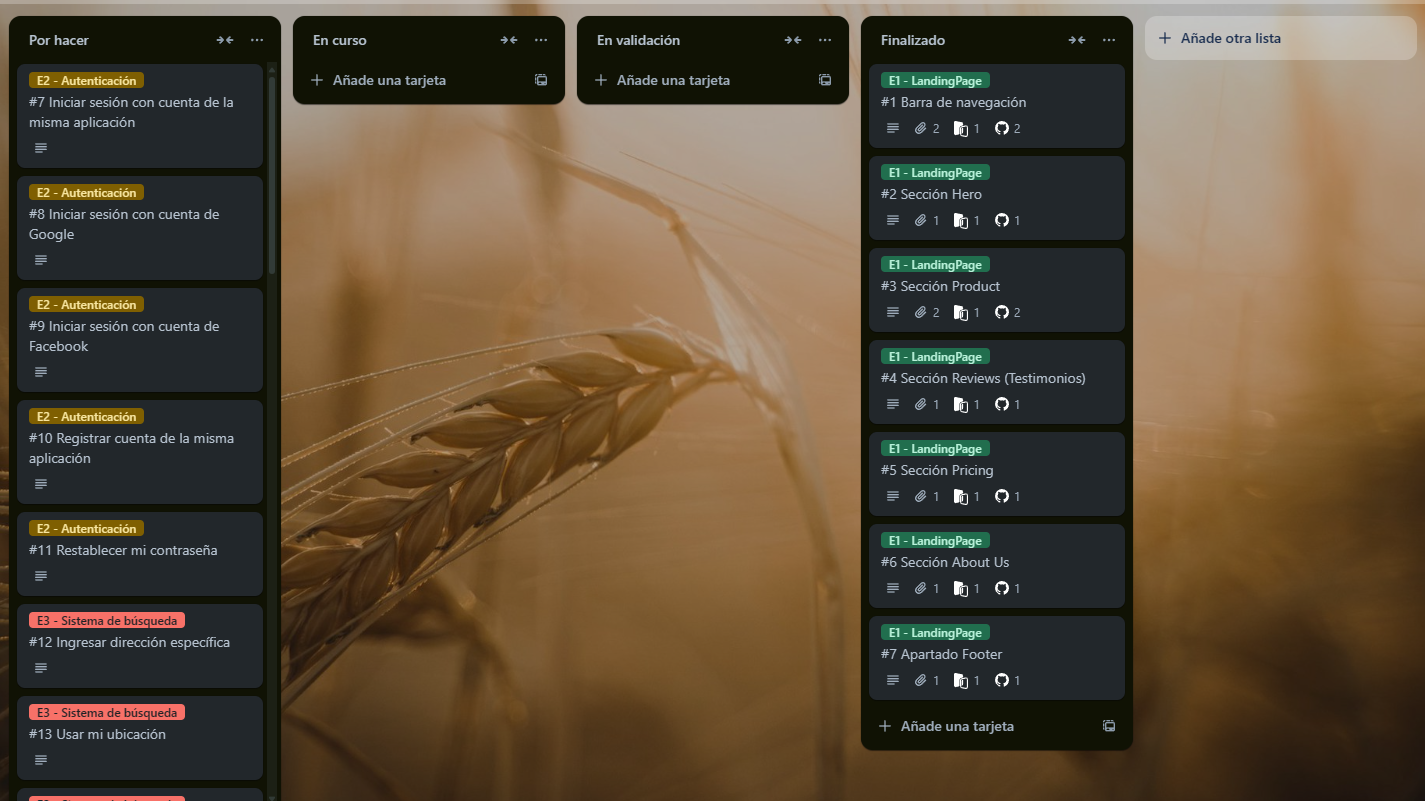 Por hacer
E2 - Autenticación
#7 Iniciar sesión con cuenta de la
misma aplicación
E2 - Autenticación
#8 Iniciar sesión con cuenta de
Google
E2 - Autenticación
#9 Iniciar sesión con cuenta de
Facebook
E2 - Autenticación
#10 Registrar cuenta de la misma
aplicación
E2 - Autenticación
#11 Restablecer mi contraseña
E3 - Sistema de búsqueda
#12 Ingresar dirección específica
E3 - Sistema de búsqueda
#13 Usar mi ubicación
En curso
Añade una tarjeta
En validación
Añade una tarjeta
Finalizado
E1 - LandingPage
#1 Barra de navegación
2 1 2
E1 - LandingPage
#2 Sección Hero
1 1 1
E1 - LandingPage
#3 Sección Product
2 1 2
E1 - LandingPage
#4 Sección Reviews (Testimonios)
1 1 1
E1 - LandingPage
#5 Sección Pricing
1 1 1
E1 - LandingPage
#6 Sección About Us
1 1 1
E1 - LandingPage
#7 Apartado Footer
1 1 1
Añade una tarjeta
Añade otra lista